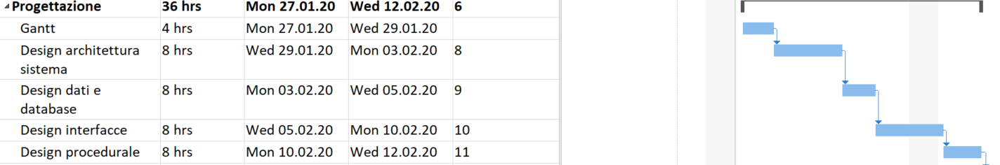 Progettazione 36 hrs Mon 27.01.20 Wed 12.02.20 6
Gantt 4 hrs Mon 27.01.20 Wed 29.01.20
Design architettura 8 hrs Wed 29.01.20 Mon 03.02.20 8
sistema
Design dati e 8 hrs Mon 03.02.20 Wed 05.02.20 9
database
Design interfacce 8 hrs Wed 05.02.20 Mon 10.02.20 10
Design procedurale 8 hrs Mon 10.02.20 Wed 12.02.20 11